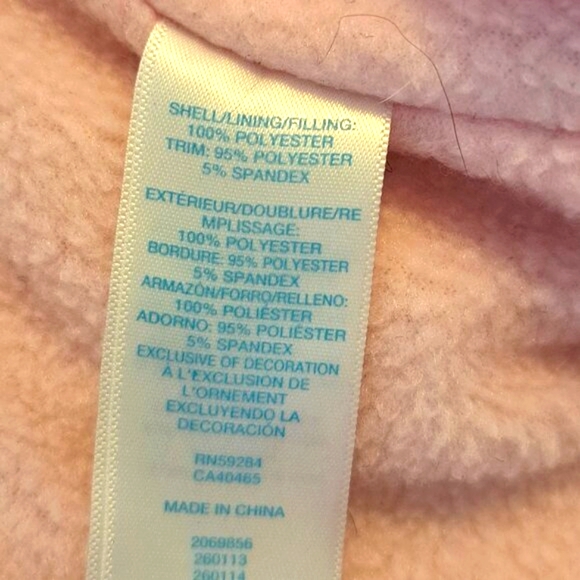 SHELL/LINING/FILLING:
100% POLYESTER
TRIM: 95% POLYESTER
5% SPANDEX
EXTÉRIEUR/DOUBLURE/RE
MPLISSAGE:
100% POLYESTER
BORDURE: 95% POLYESTER
5% SPANDEX
ARMAZÓN/FORRO/RELLENO:
100% POLIÉSTER
ADORNO: 95% POLIÉSTER
5% SPANDEX
EXCLUSIVE OF DECORATION
À L'EXCLUSION DE
L'ORNEMENT
EXCLUYENDO LA
DECORACIÓN
RN59284
CA40465
MADE IN CHINA
2069856
260113
260114